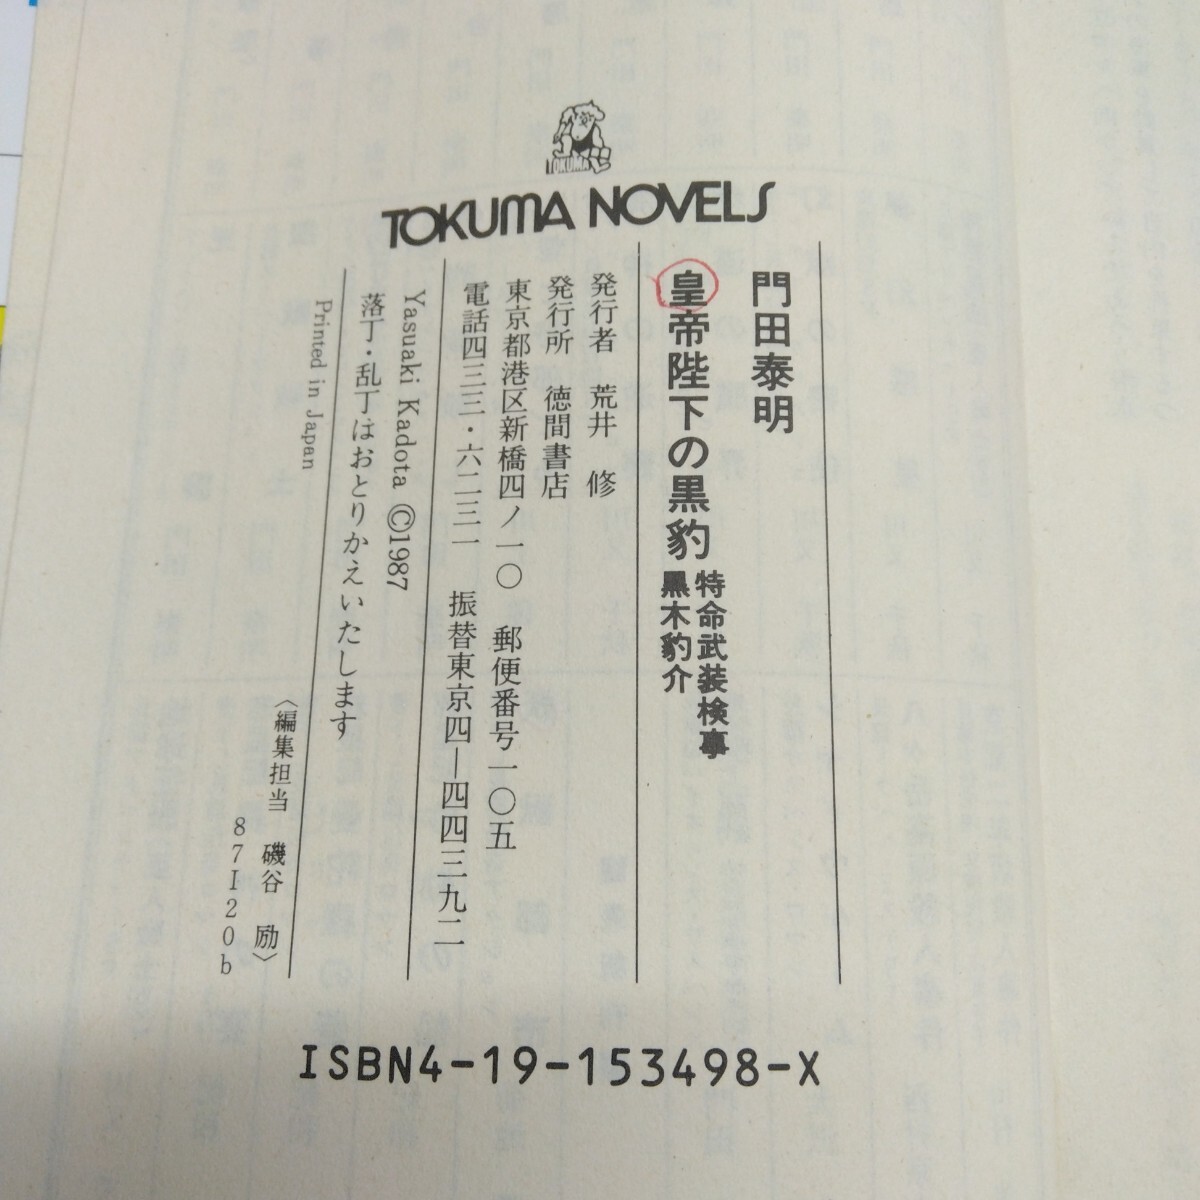 TOKUMA
TOKUMA NOVELS
門田泰明
皇帝陛下の黒豹
特命武装検事
黒木豹介
発行者 荒井 修
発行所 徳間書店
東京都港区新橋四ノ一〇 郵便番号一〇五
電話四三三・六二三一 振替東京四―四四三九二
Yasuaki Kadota ©1987
落丁・乱丁はおとりかえいたします
Printed in Japan
〈編集担当 磯谷 励〉
87I20b
ISBN4-19-153498-X